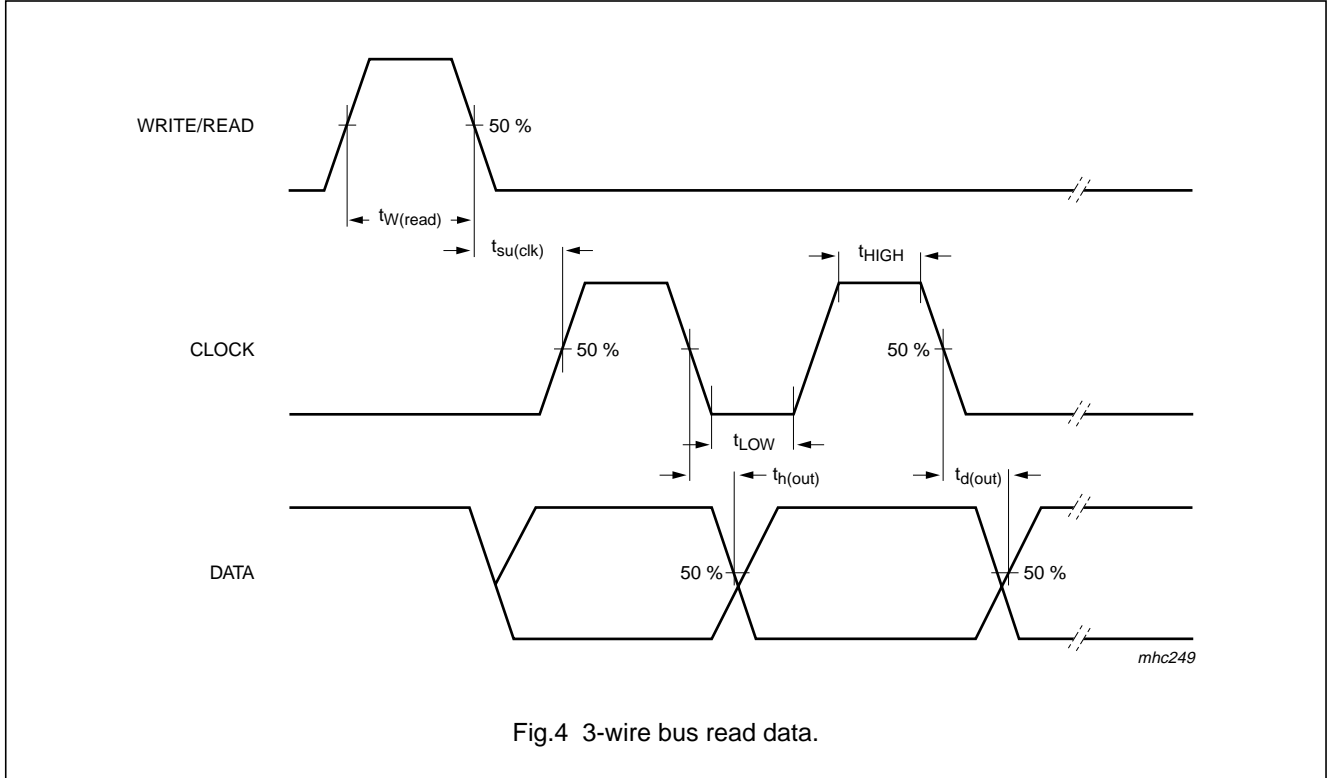 WRITE/READ
50 %
tW(read)
tsu(clk)
tHIGH
CLOCK
50 %
50 %
tLOW
th(out)
td(out)
DATA
50 %
50 %
mhc249
Fig.4 3-wire bus read data.